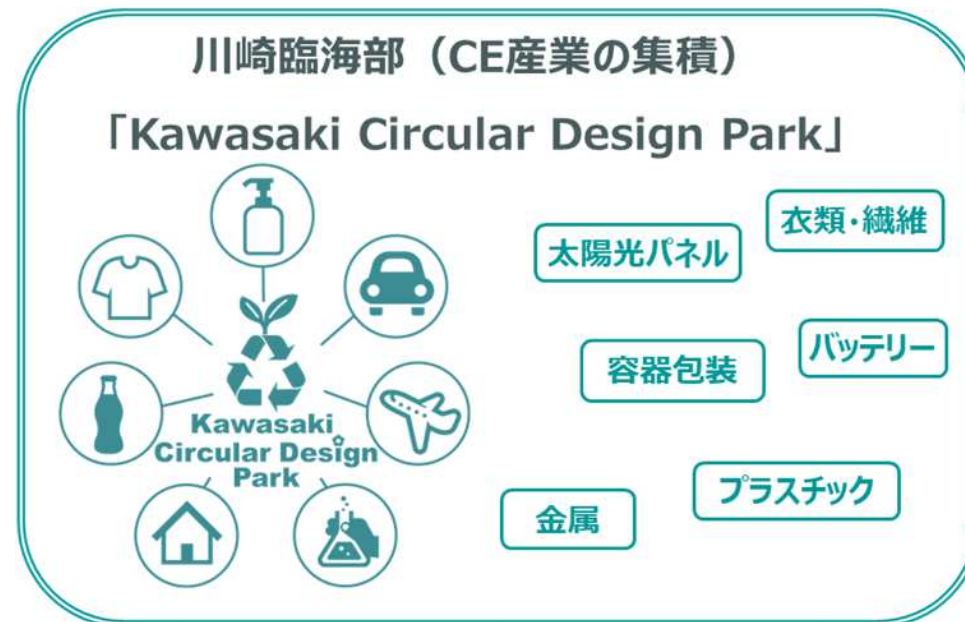 川崎臨海部（CE産業の集積）
「Kawasaki Circular Design Park」
Kawasaki
Circular Design
Park
太陽光パネル
衣類・繊維
容器包装
バッテリー
金属
プラスチック